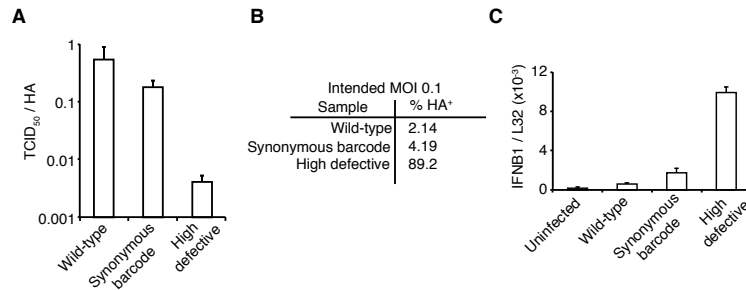 A
TCID50 / HA
1
0.1
0.001
0.001
Wild-type
Synonymous
barcode
High
defective
B
Intended MOI 0.1
Sample % HA+
Wild-type 2.14
Synonymous barcode 4.19
High defective 89.2
C
IFNB1 / L32 (x10-3)
12
8
4
0
Uninfected
Wild-type
Synonymous
barcode
High
defective